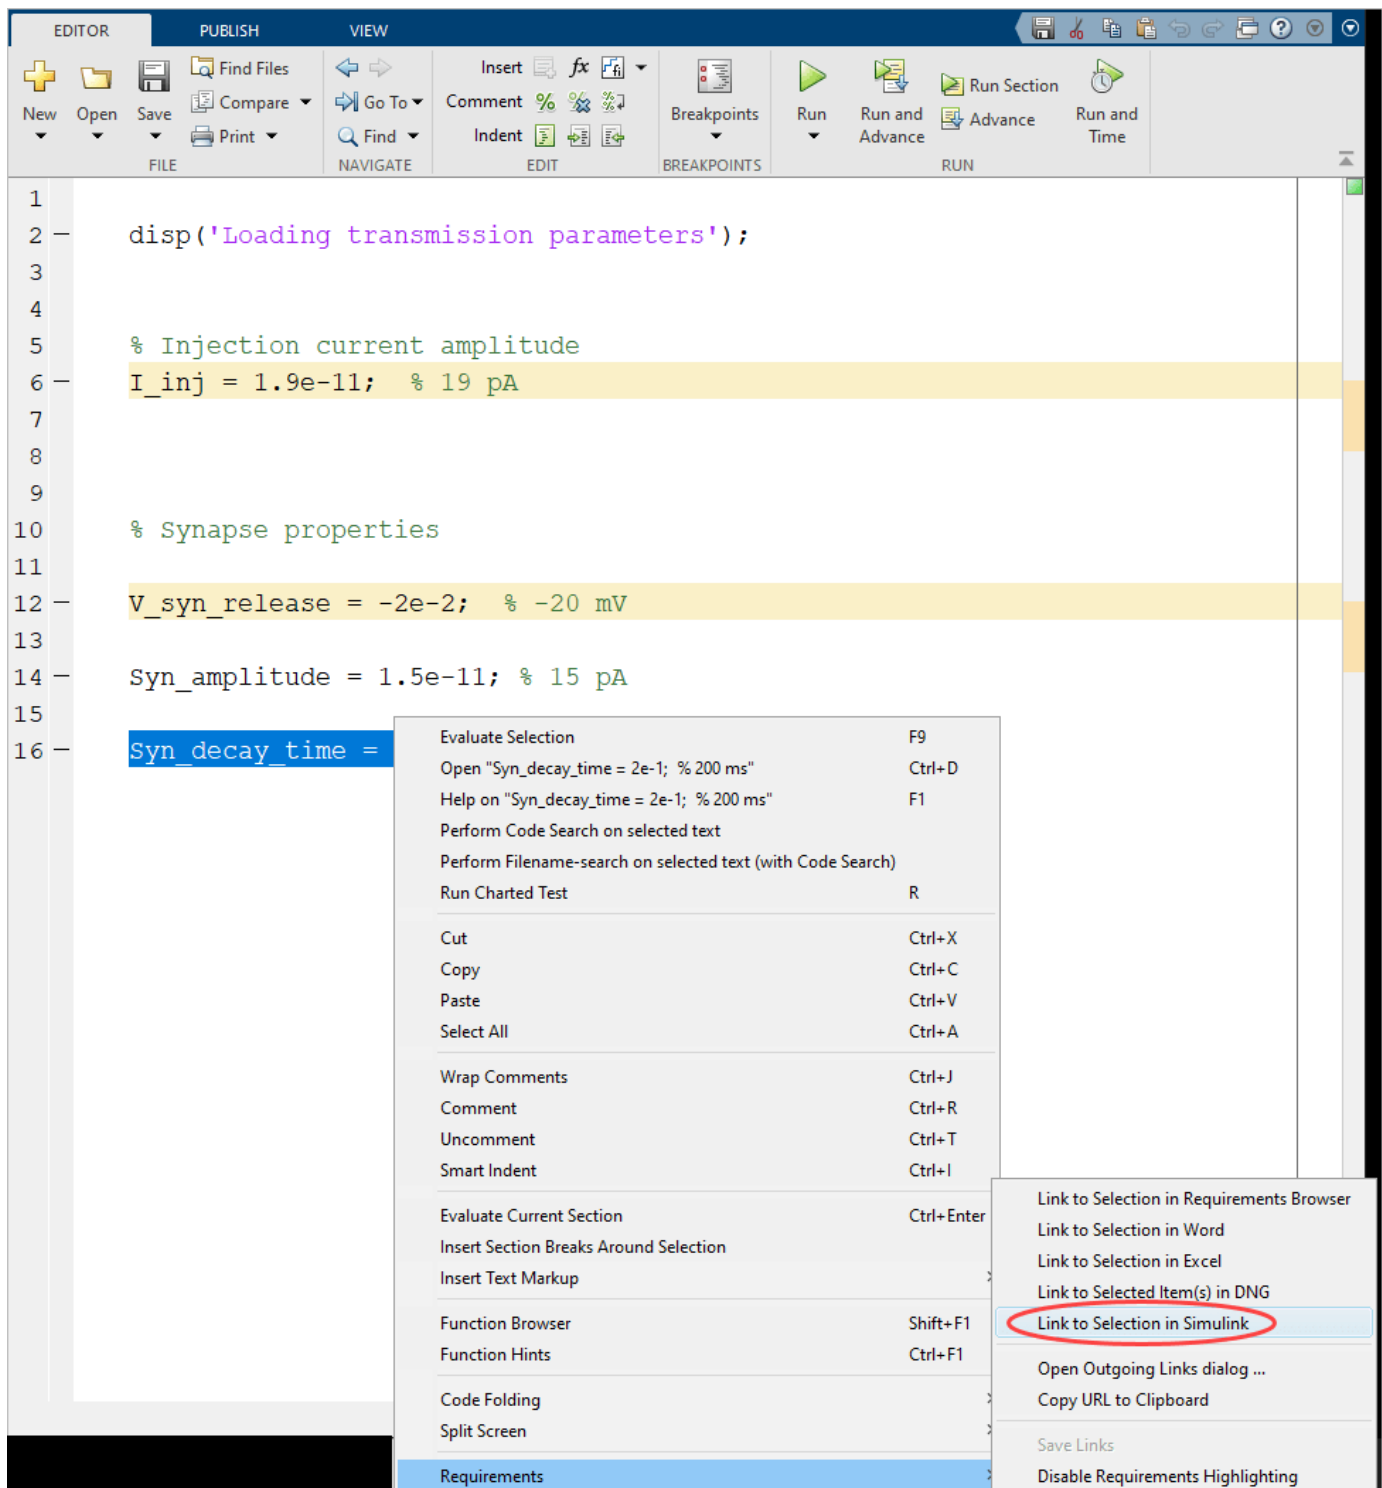 EDITOR PUBLISH VIEW
New
Open
Save
Find Files
Compare
Print
FILE
Go To
Find
NAVIGATE
Insert fx
Comment
Indent
EDIT
Breakpoints
BREAKPOINTS
Run
Run and Advance
Run Section
Advance
Run and Time
RUN
1
2 – disp('Loading transmission parameters');
3
4
5 % Injection current amplitude
6 – I_inj = 1.9e-11; % 19 pA
7
8
9
10 % Synapse properties
11
12 – V_syn_release = -2e-2; % -20 mV
13
14 – Syn_amplitude = 1.5e-11; % 15 pA
15
16 – Syn_decay_time =
Evaluate Selection F9
Open "Syn_decay_time = 2e-1; % 200 ms" Ctrl+D
Help on "Syn_decay_time = 2e-1; % 200 ms" F1
Perform Code Search on selected text
Perform Filename-search on selected text (with Code Search)
Run Charted Test R
Cut Ctrl+X
Copy Ctrl+C
Paste Ctrl+V
Select All Ctrl+A
Wrap Comments Ctrl+J
Comment Ctrl+R
Uncomment Ctrl+T
Smart Indent Ctrl+I
Evaluate Current Section Ctrl+Enter
Insert Section Breaks Around Selection
Insert Text Markup
Function Browser Shift+F1
Function Hints Ctrl+F1
Code Folding
Split Screen
Requirements
Link to Selection in Requirements Browser
Link to Selection in Word
Link to Selection in Excel
Link to Selected Item(s) in DNG
Link to Selection in Simulink
Open Outgoing Links dialog ...
Copy URL to Clipboard
Save Links
Disable Requirements Highlighting